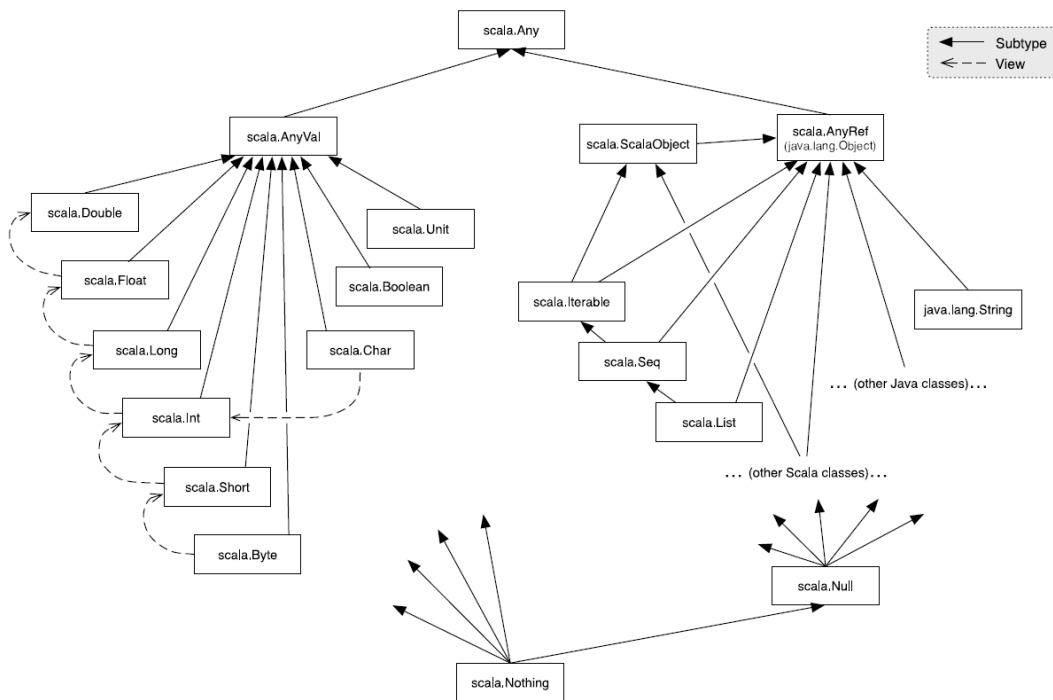 scala.Any
Subtype
View
scala.AnyVal
scala.ScalaObject
scala.AnyRef
(java.lang.Object)
scala.Double
scala.Unit
scala.Float
scala.Boolean
scala.Iterable
java.lang.String
scala.Long
scala.Char
scala.Seq
... (other Java classes)...
scala.Int
scala.List
... (other Scala classes)...
scala.Short
scala.Byte
scala.Null
scala.Nothing